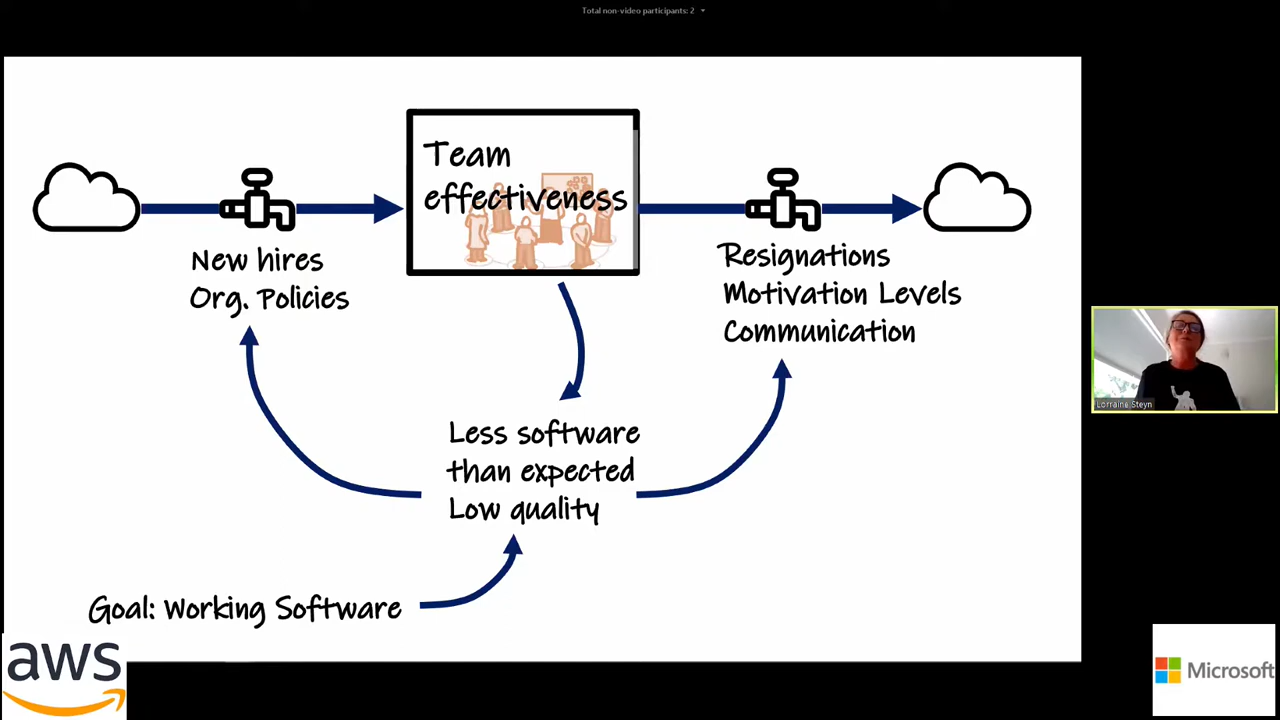 Total non-video participants: 2
Team
effectiveness
New hires
Org. Policies
Resignations
Motivation Levels
Communication
Less software
than expected
Low quality
Goal: Working Software
Lorraine Steyn
aws
Microsoft